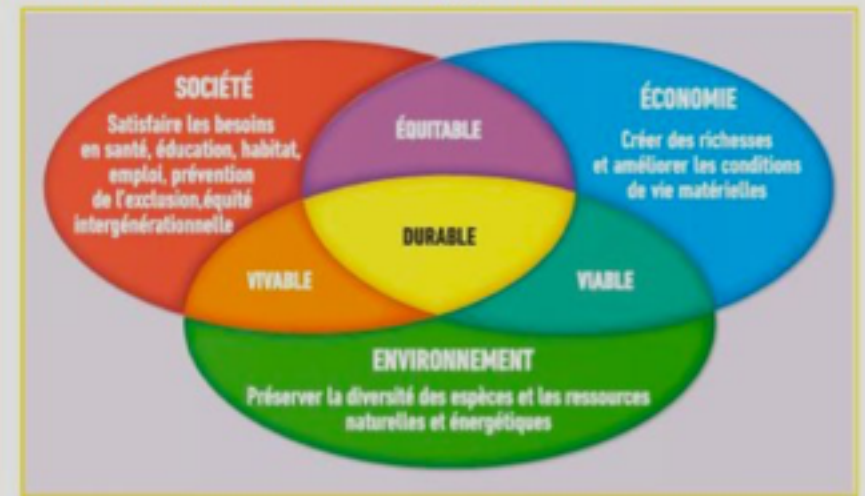 SOCIÉTÉ
Satisfaire les besoins
en santé, éducation, habitat,
emploi, prévention
de l'exclusion,équité
intergénérationnelle
ÉQUITABLE
ÉCONOMIE
Créer des richesses
et améliorer les conditions
de vie matérielles
DURABLE
VIVABLE
VIABLE
ENVIRONNEMENT
Préserver la diversité des espèces et les ressources
naturelles et énergétiques